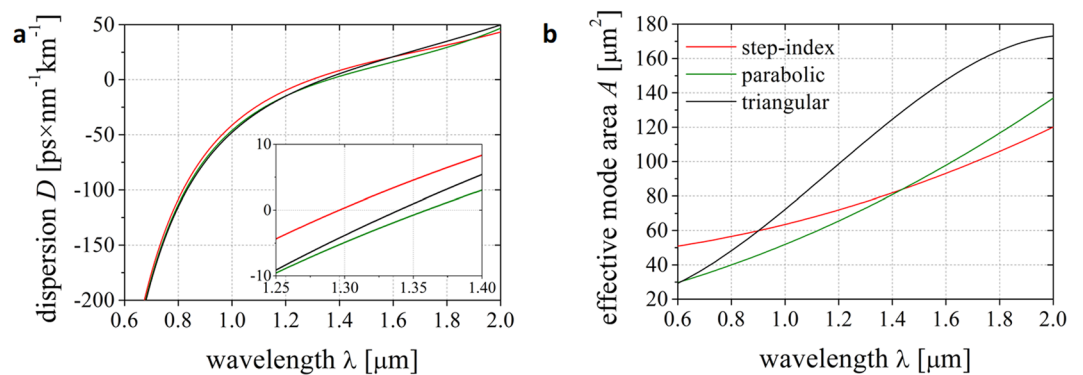 a
dispersion D [ps×nm⁻¹km⁻¹]
50
0
-50
-100
-150
-200
0.6 0.8 1.0 1.2 1.4 1.6 1.8 2.0
wavelength λ [μm]
10
0
-10
1.25 1.30 1.35 1.40
b
effective mode area A [μm²]
180
160
140
120
100
80
60
40
20
step-index
parabolic
triangular
0.6 0.8 1.0 1.2 1.4 1.6 1.8 2.0
wavelength λ [μm]